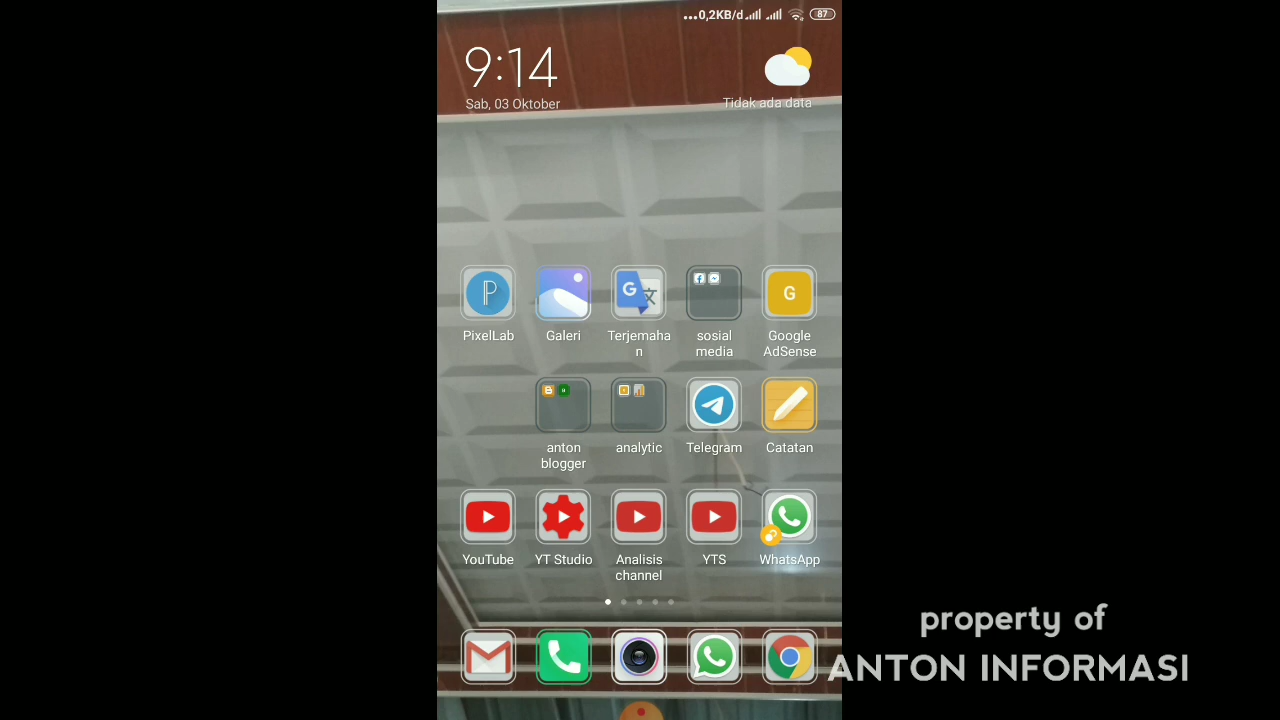 ...0,2KB/d 87
9:14
Sab, 03 Oktober
Tidak ada data
PixelLab
Galeri
Terjemaha
n
sosial
media
G
Google
AdSense
anton
blogger
analytic
Telegram
Catatan
YouTube
YT Studio
Analisis
channel
YTS
WhatsApp
property of
ANTON INFORMASI